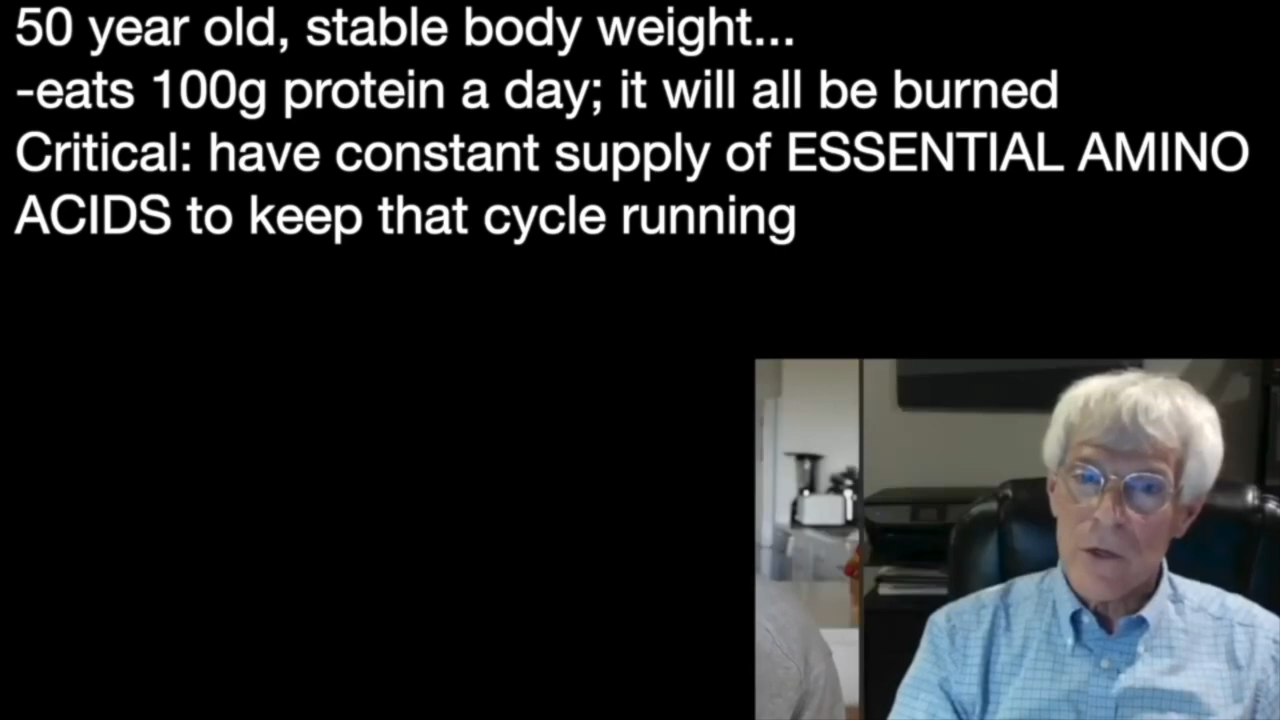 50 year old, stable body weight...
-eats 100g protein a day; it will all be burned
Critical: have constant supply of ESSENTIAL AMINO
ACIDS to keep that cycle running